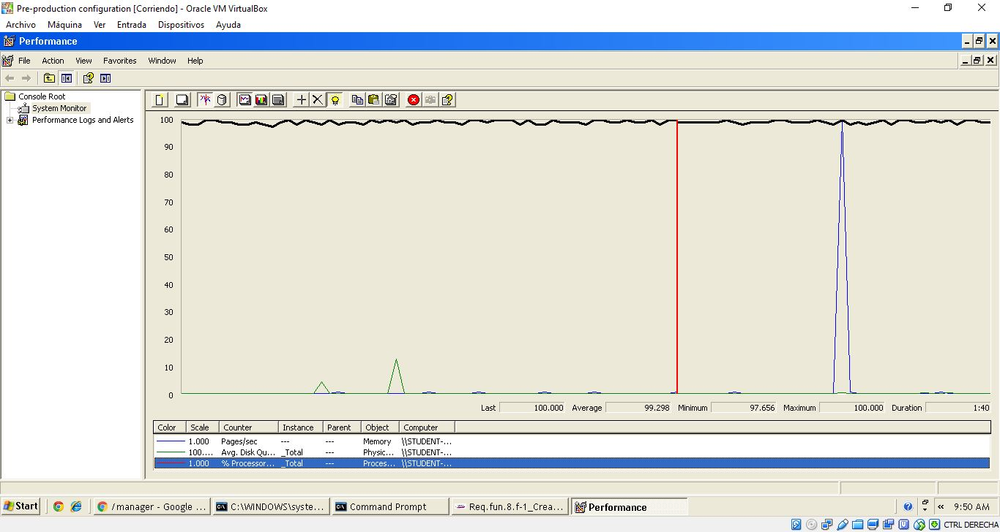 Pre-production configuration [Corriendo] - Oracle VM VirtualBox
Archivo Máquina Ver Entrada Dispositivos Ayuda
Performance
File Action View Favorites Window Help
Console Root
System Monitor
Performance Logs and Alerts
100
90
80
70
60
50
40
30
20
10
0
Last 100.000 Average 99.298 Minimum 97.656 Maximum 100.000 Duration 1:40
Color Scale Counter Instance Parent Object Computer
1.000 Pages/sec --- --- Memory \\STUDENT-...
100.... Avg. Disk Qu... _Total --- Physic... \\STUDENT-...
1.000 % Processor... _Total --- Proces... \\STUDENT-...
Start /manager - Google ... C:\WINDOWS\syste... Command Prompt Req.fun.8.f-1_Crea... Performance « 9:50 AM
CTRL DERECHA